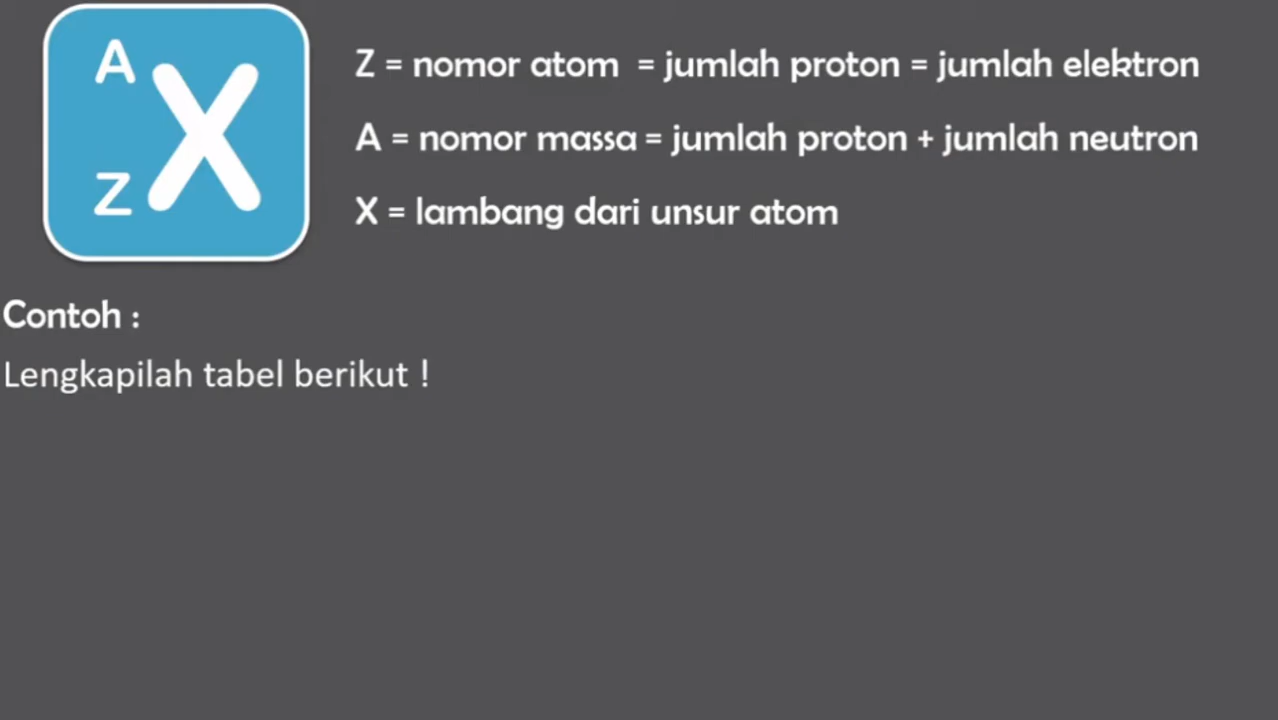 A
X
Z
Z = nomor atom = jumlah proton = jumlah elektron
A = nomor massa = jumlah proton + jumlah neutron
X = lambang dari unsur atom
Contoh :
Lengkapilah tabel berikut !